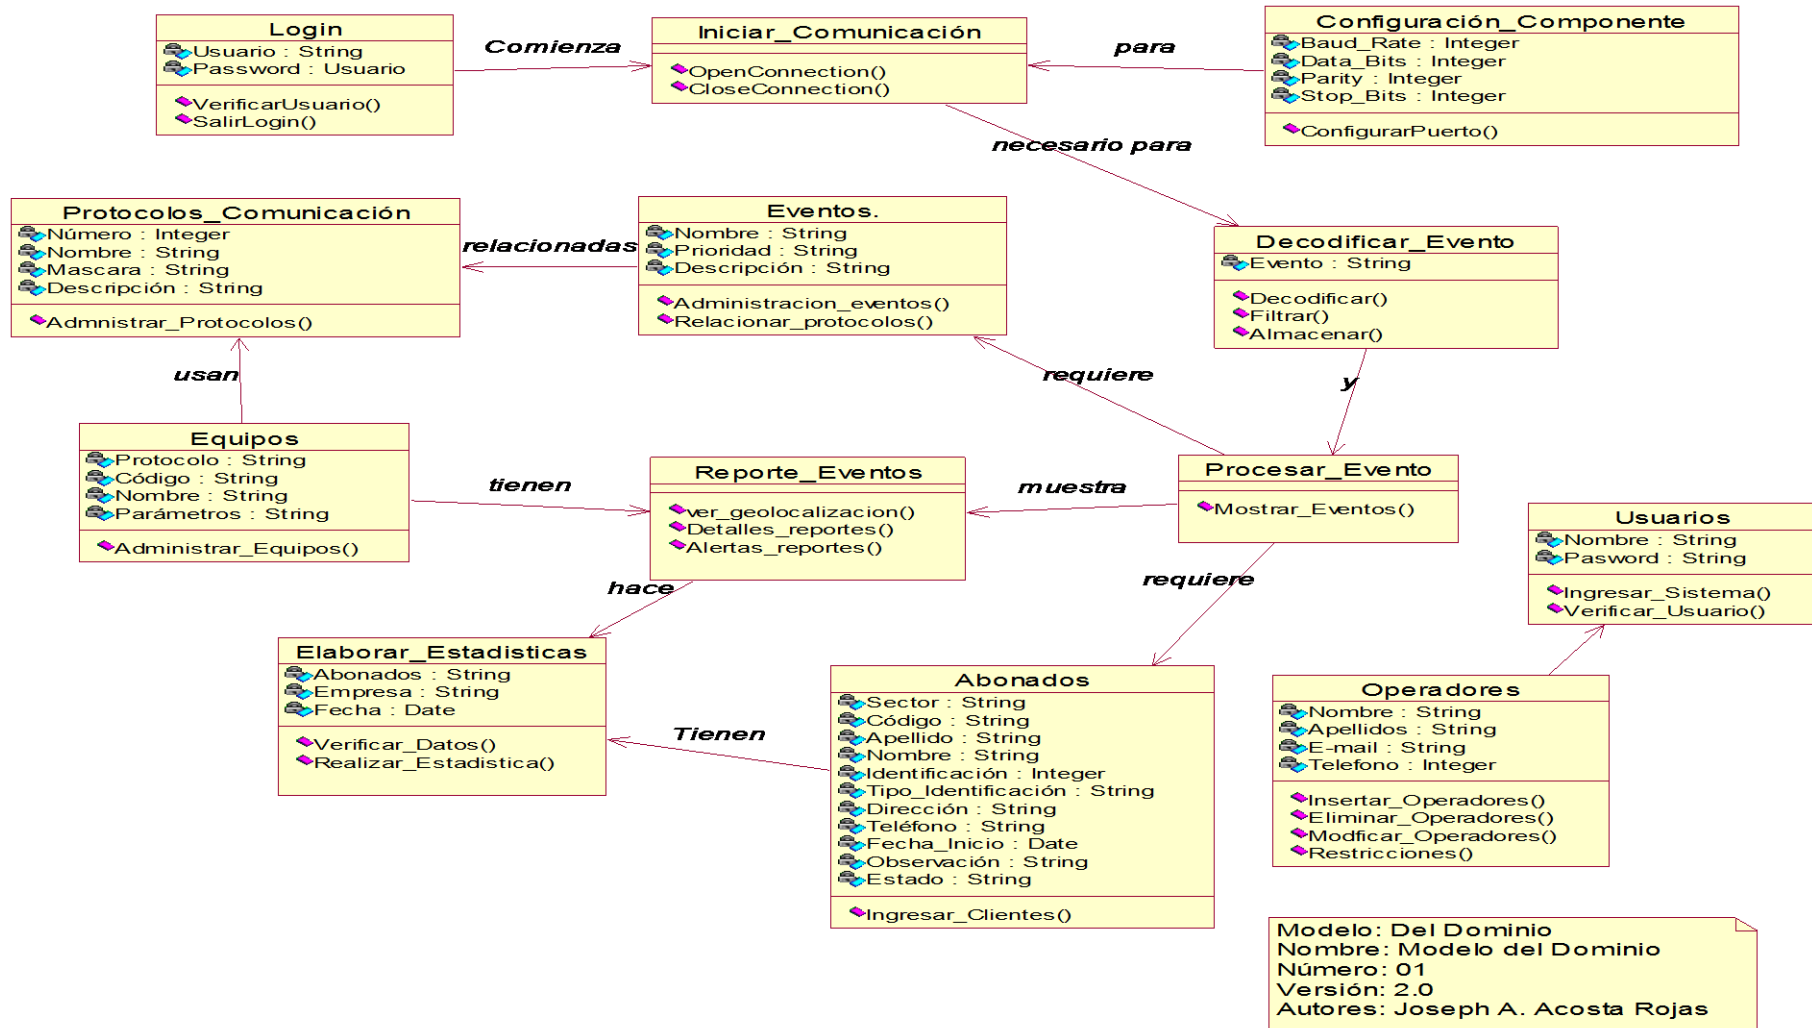 Login
Usuario : String
Password : Usuario
VerificarUsuario()
SalirLogin()
Comienza
Iniciar_Comunicación
OpenConnection()
CloseConnection()
para
Configuración_Componente
Baud_Rate : Integer
Data_Bits : Integer
Parity : Integer
Stop_Bits : Integer
ConfigurarPuerto()
necesario para
Protocolos_Comunicación
Número : Integer
Nombre : String
Mascara : String
Descripción : String
Admnistrar_Protocolos()
relacionadas
Eventos.
Nombre : String
Prioridad : String
Descripción : String
Administracion_eventos()
Relacionar_protocolos()
Decodificar_Evento
Evento : String
Decodificar()
Filtrar()
Almacenar()
usan
requiere
y
Equipos
Protocolo : String
Código : String
Nombre : String
Parámetros : String
Administrar_Equipos()
tienen
Reporte_Eventos
ver_geolocalizacion()
Detalles_reportes()
Alertas_reportes()
muestra
Procesar_Evento
Mostrar_Eventos()
Usuarios
Nombre : String
Pasword : String
Ingresar_Sistema()
Verificar_Usuario()
hace
requiere
Elaborar_Estadisticas
Abonados : String
Empresa : String
Fecha : Date
Verificar_Datos()
Realizar_Estadistica()
Tienen
Abonados
Sector : String
Código : String
Apellido : String
Nombre : String
Identificación : Integer
Tipo_Identificación : String
Dirección : String
Teléfono : String
Fecha_Inicio : Date
Observación : String
Estado : String
Ingresar_Clientes()
Operadores
Nombre : String
Apellidos : String
E-mail : String
Telefono : Integer
Insertar_Operadores()
Eliminar_Operadores()
Modficar_Operadores()
Restricciones()
Modelo: Del Dominio
Nombre: Modelo del Dominio
Número: 01
Versión: 2.0
Autores: Joseph A. Acosta Rojas